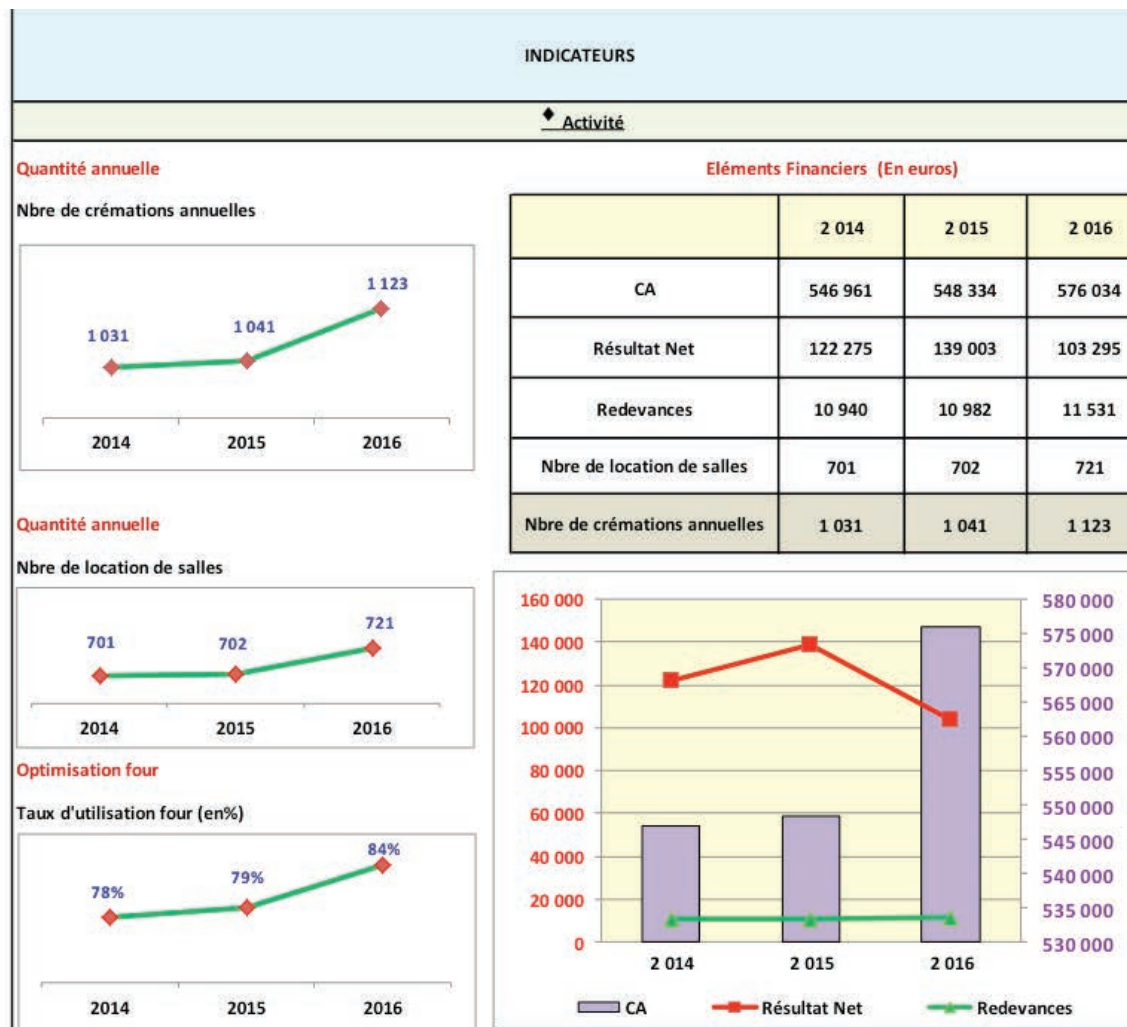 INDICATEURS
♦ Activité
Quantité annuelle
Nbre de crémations annuelles
1 031
1 041
1 123
2014 2015 2016
Quantité annuelle
Nbre de location de salles
701
702
721
2014 2015 2016
Optimisation four
Taux d'utilisation four (en%)
78%
79%
84%
2014 2015 2016
Eléments Financiers (En euros)
2 014 2 015 2 016
CA 546 961 548 334 576 034
Résultat Net 122 275 139 003 103 295
Redevances 10 940 10 982 11 531
Nbre de location de salles 701 702 721
Nbre de crémations annuelles 1 031 1 041 1 123
160 000
140 000
120 000
100 000
80 000
60 000
40 000
20 000
0
580 000
575 000
570 000
565 000
560 000
555 000
550 000
545 000
540 000
535 000
530 000
2 014 2 015 2 016
CA Résultat Net Redevances